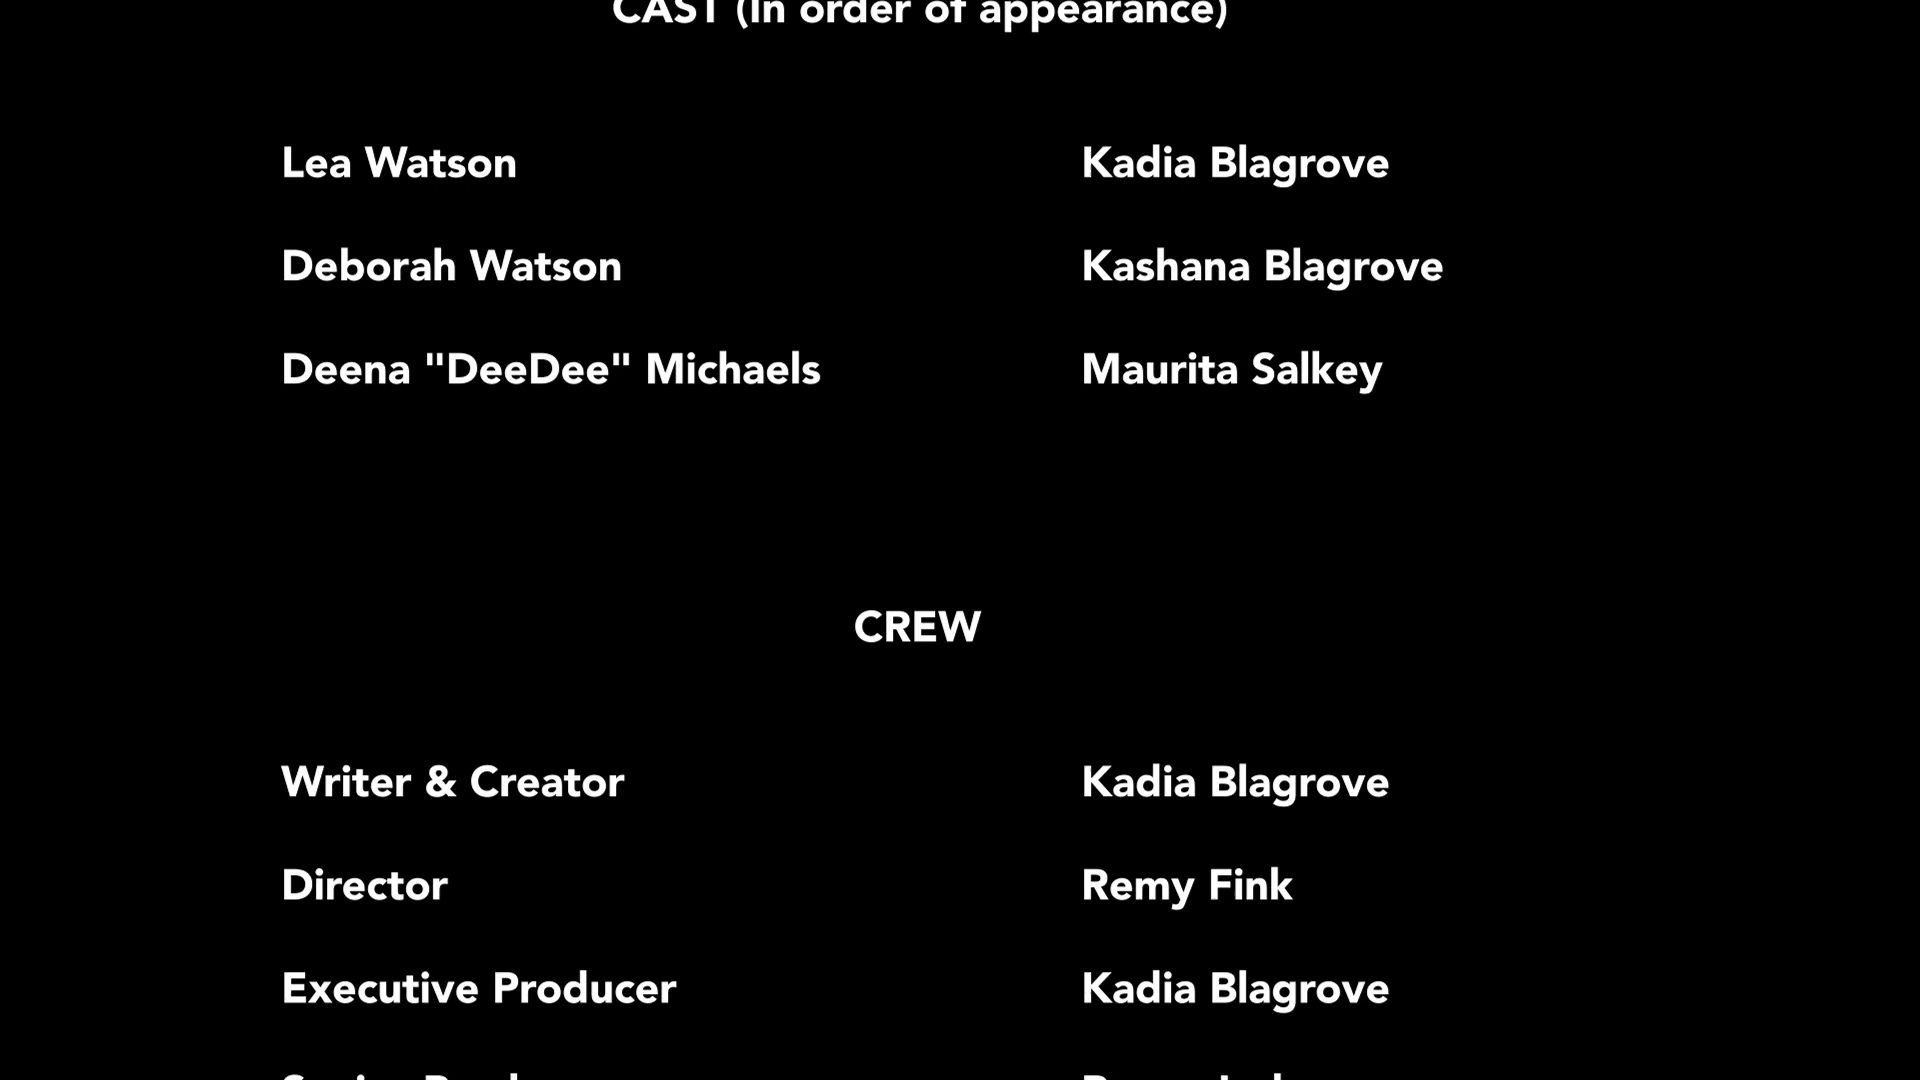 CAST (In order of appearance)
Lea Watson Kadia Blagrove
Deborah Watson Kashana Blagrove
Deena "DeeDee" Michaels Maurita Salkey
CREW
Writer & Creator Kadia Blagrove
Director Remy Fink
Executive Producer Kadia Blagrove